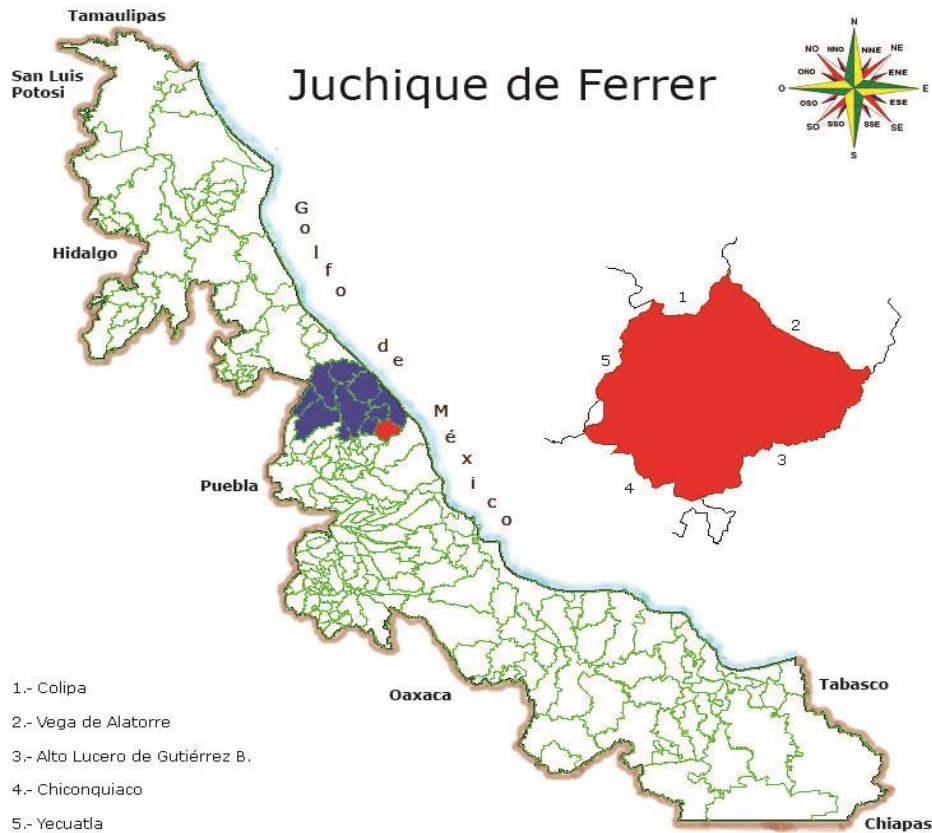 Tamaulipas
San Luis
Potosi
Juchique de Ferrer
N
NNO
NNE
NO
NE
ONO
ENE
O
E
OSO
ESE
SO
SSO
SSE
SE
S
Golfo de México
Hidalgo
1
2
5
3
4
Puebla
Oaxaca
Tabasco
Chiapas
1.- Colipa
2.- Vega de Alatorre
3.- Alto Lucero de Gutiérrez B.
4.- Chiconquiaco
5.- Yecuatla